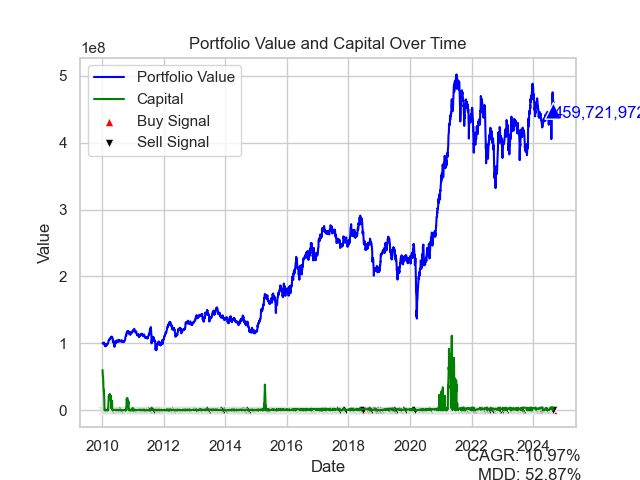 Portfolio Value and Capital Over Time
1e8
Portfolio Value
Capital
Buy Signal
Sell Signal
5
4
3
2
1
0
Value
459,721,972
2010 2012 2014 2016 2018 2020 2022 2024
Date
CAGR: 10.97%
MDD: 52.87%